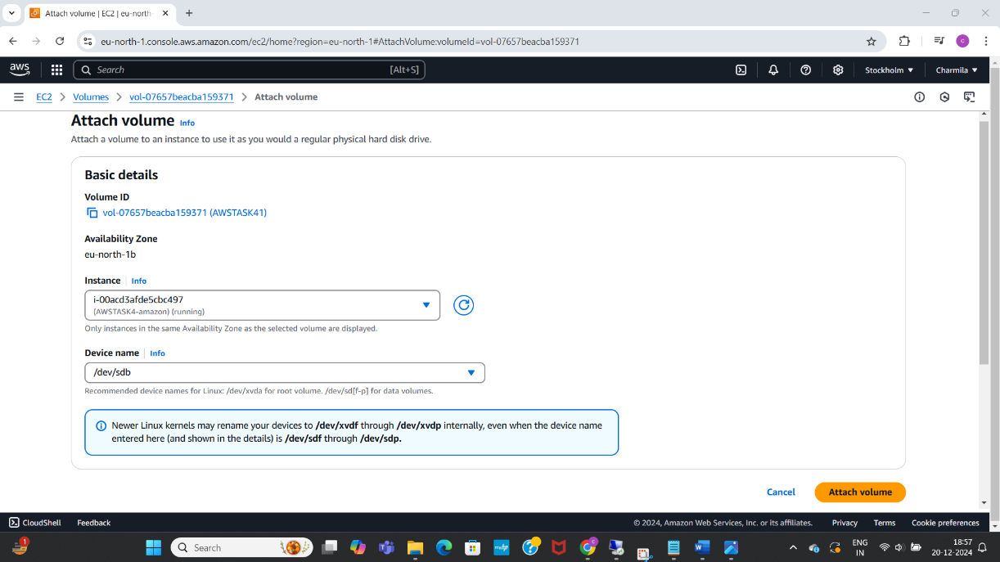 Attach volume | EC2 | eu-north-
eu-north-1.console.aws.amazon.com/ec2/home?region=eu-north-1#AttachVolume:volumeId=vol-07657beacba159371
C
aws
Search [Alt+S]
Stockholm ▼
Charmila ▼
EC2 > Volumes > vol-07657beacba159371 > Attach volume
Attach volume Info
Attach a volume to an instance to use it as you would a regular physical hard disk drive.
Basic details
Volume ID
vol-07657beacba159371 (AWSTASK41)
Availability Zone
eu-north-1b
Instance | Info
i-00acd3afde5cbc497
(AWSTASK4-amazon) (running)
Only instances in the same Availability Zone as the selected volume are displayed.
Device name | Info
/dev/sdb
Recommended device names for Linux: /dev/xvda for root volume. /dev/sd[f-p] for data volumes.
Newer Linux kernels may rename your devices to /dev/xvdf through /dev/xvdp internally, even when the device name
entered here (and shown in the details) is /dev/sdf through /dev/sdp.
Cancel
Attach volume
CloudShell Feedback
© 2024, Amazon Web Services, Inc. or its affiliates. Privacy Terms Cookie preferences
1
Search
ENG
IN
18:57
20-12-2024